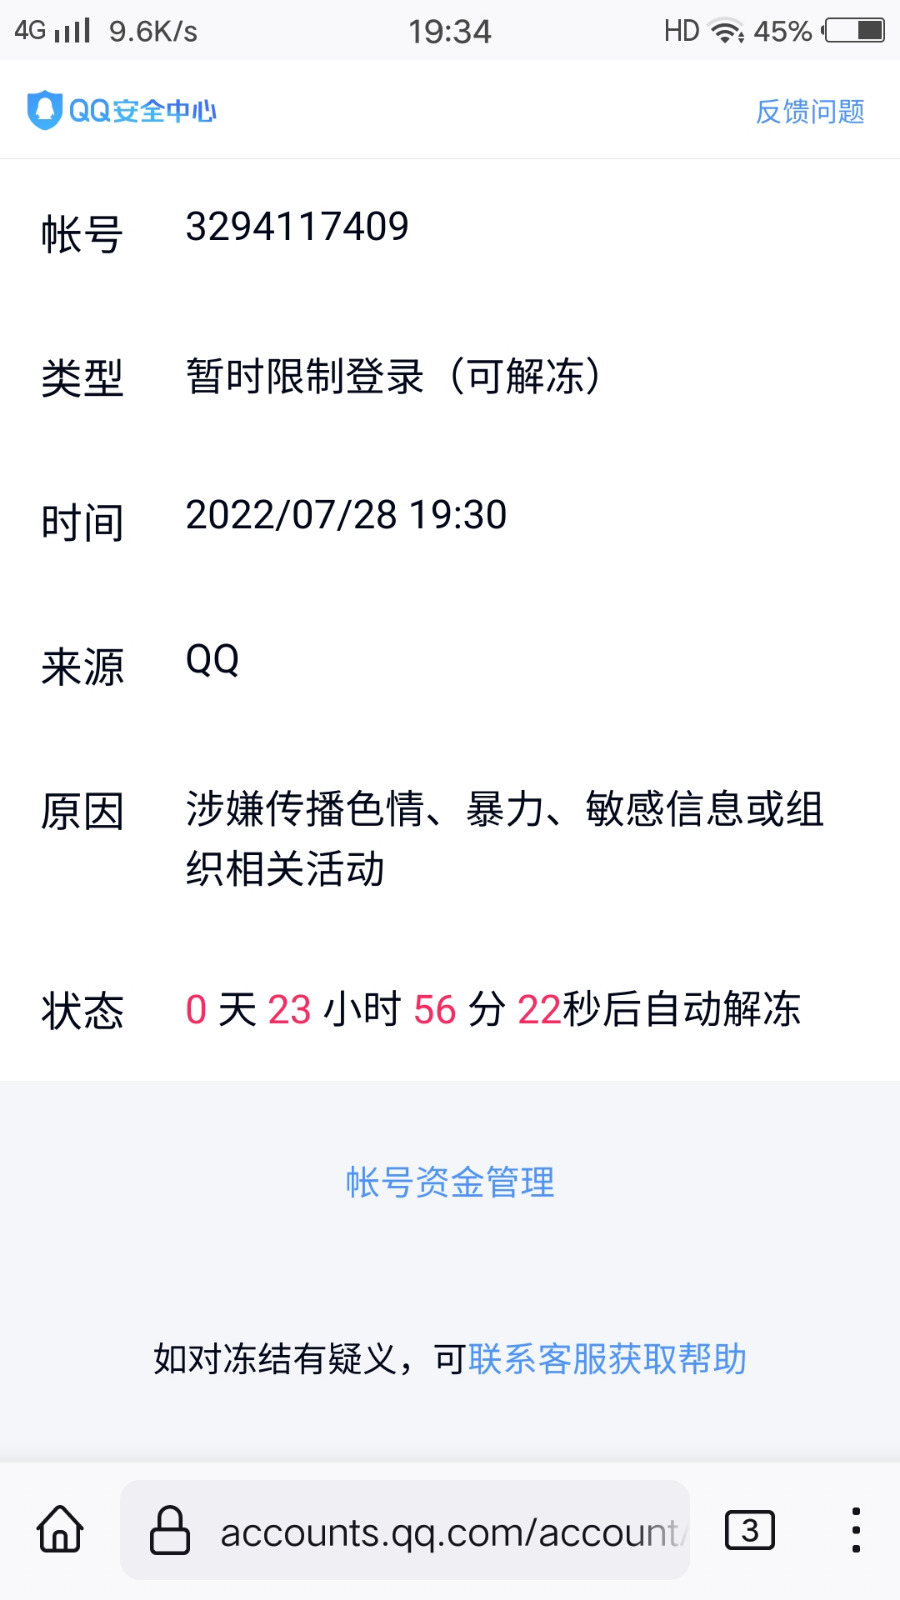 4G 9.6K/s 19:34 HD 45%
QQ安全中心 反馈问题
帐号 3294117409
类型 暂时限制登录（可解冻）
时间 2022/07/28 19:30
来源 QQ
原因 涉嫌传播色情、暴力、敏感信息或组
织相关活动
状态 0 天 23 小时 56 分 22秒后自动解冻
帐号资金管理
如对冻结有疑义，可联系客服获取帮助
accounts.qq.com/account/ 3